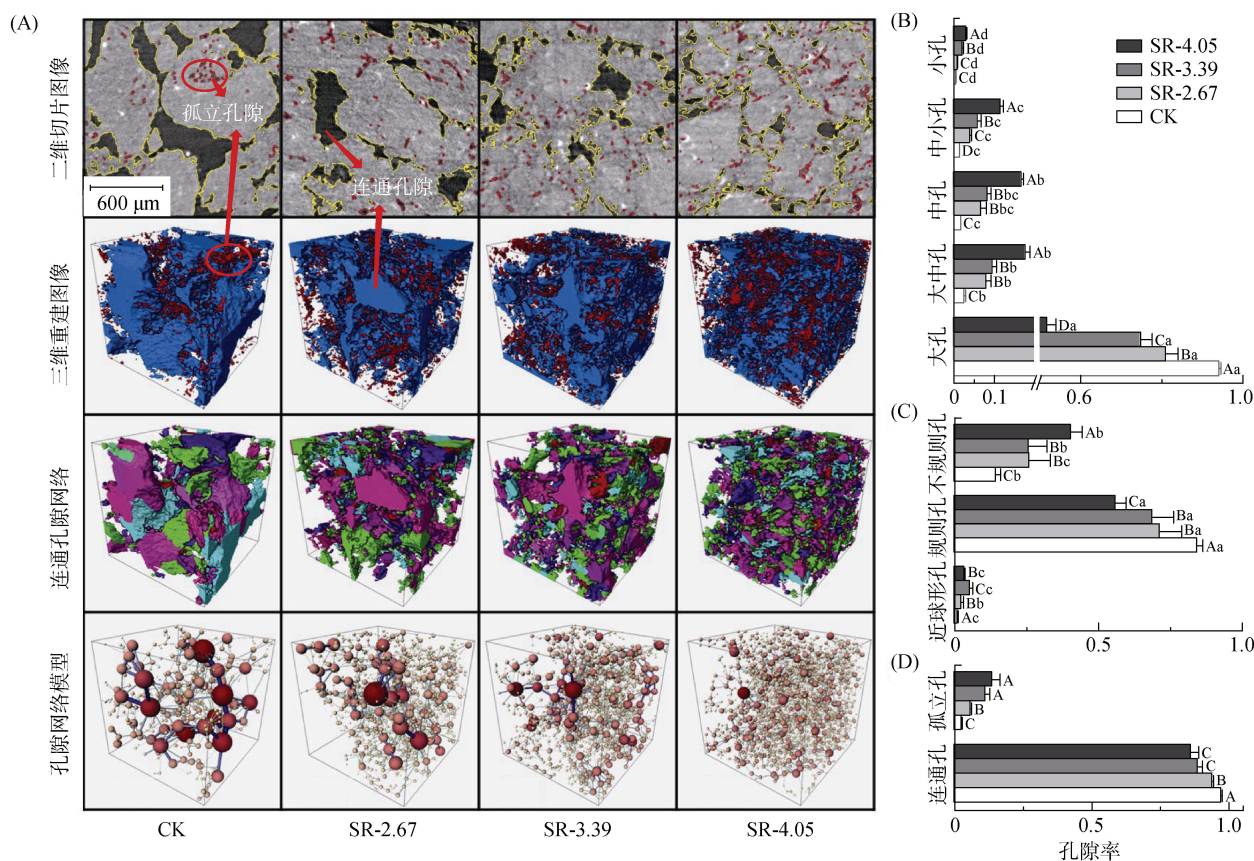 (A)
二维切片图像
孤立孔隙
连通孔隙
600 μm
三维重建图像
连通孔隙网络
孔隙网络模型
CK
SR-2.67
SR-3.39
SR-4.05
(B)
小孔
Ad
Bd
Cd
Cd
中小孔
Ac
Bc
Cc
Dc
中孔
Ab
Bbc
Bbc
Cc
大中孔
Ab
Bb
Bb
Cb
大孔
Da
Ca
Ba
Aa
0
0.1
0.6
1.0
SR-4.05
SR-3.39
SR-2.67
CK
(C)
不规则孔
Ab
Bb
Bc
Cb
规则孔
Ca
Ba
Ba
Aa
近球形孔
Bc
Cc
Bb
Ac
0
0.5
1.0
(D)
孤立孔
A
A
B
C
连通孔
C
C
B
A
0
0.5
1.0
孔隙率